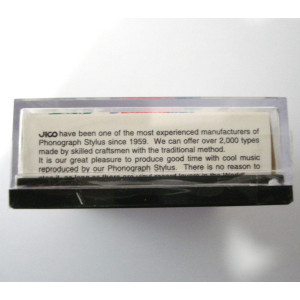 JICO have been one of the most experienced manufacturers of
Phonograph Stylus since 1959. We can offer over 2,000 types
made by skilled craftsmen with the traditional method.
It is our great pleasure to produce good time with cool music
reproduced by our Phonograph Stylus. There is no reason to